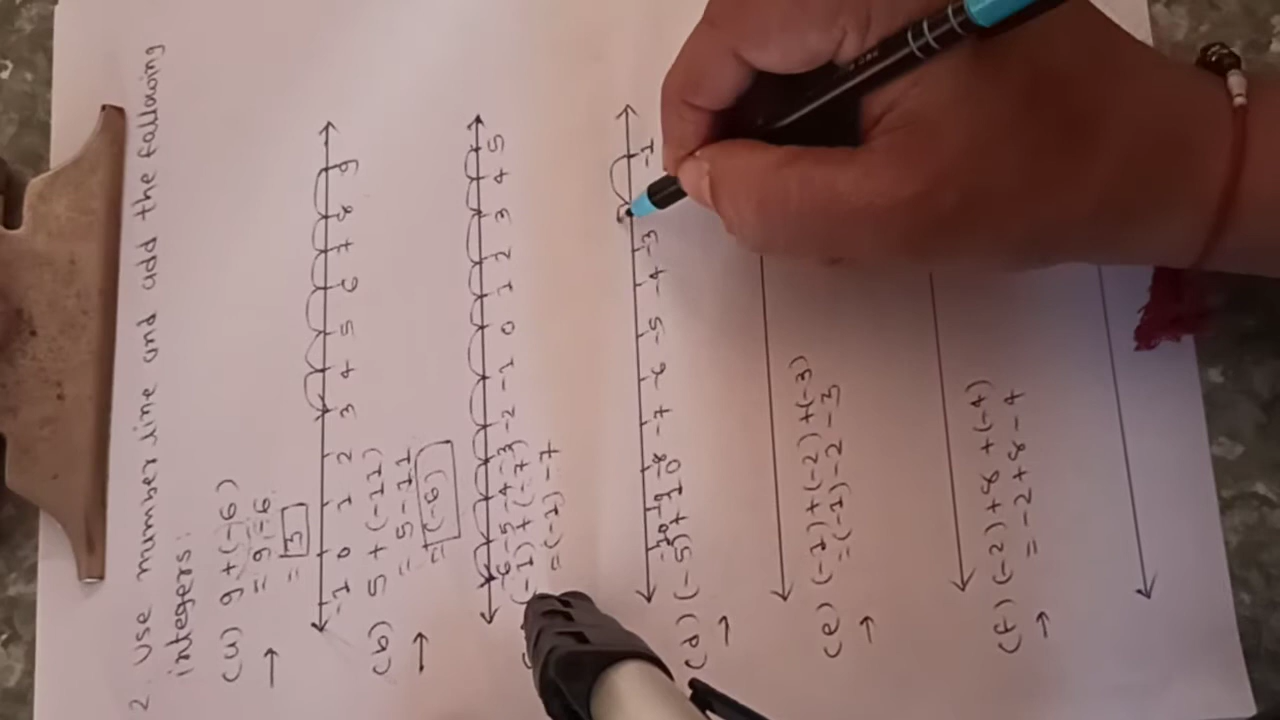 2. Use number line and add the following
integers:
(a) 9 + (-6)
→ = 9 - 6
= 3
-1 0 1 2 3 4 5 6 7 8 9
(b) 5 + (-11)
→ = 5 - 11
= (-6)
-6 -5 -4 -3 -2 -1 0 1 2 3 4 5
(-1) + (-7)
= (-1) - 7
-10 -9 -8 -7 -6 -5 -4 -3 -1
(d) (-5) + 10
→
(e) (-1) + (-2) + (-3)
→ = (-1) - 2 - 3
(f) (-2) + 8 + (-4)
→ = -2 + 8 - 4